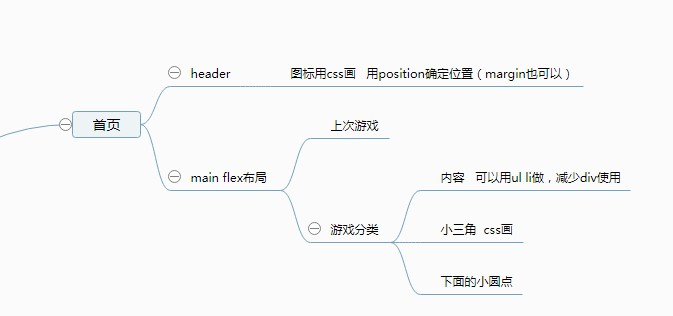 首页
header
图标用css画 用position确定位置（margin也可以）
main flex布局
上次游戏
游戏分类
内容 可以用ul li做，减少div使用
小三角 css画
下面的小圆点